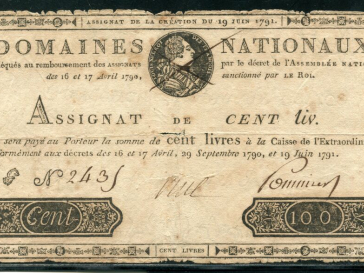 ASSIGNAT DE LA CRÉATION DU 19 JUIN 1791.
DOMAINES NATIONAUX
équés au remboursement des ASSIGNATS par le décret de l'ASSEMBLÉE NATI
des 16 et 17 Avril 1790, sanctionné par LE ROI.
ASSIGNAT DE CENT liv.
sera payé au Porteur la somme de cent livres à la Caisse de l'Extraordin
formément aux décrets des 16 et 17 Avril, 29 Septembre 1790, et 19 Juin 1791.
N° 2435
Cent 100
CENT LIVRES